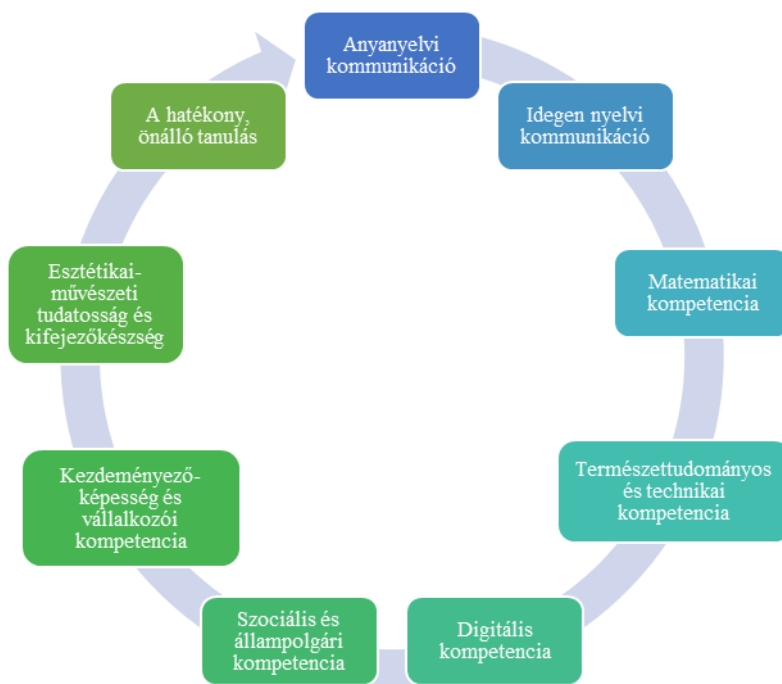 Anyanyelvi
kommunikáció
Idegen nyelvi
kommunikáció
Matematikai
kompetencia
Természettudományos
és technikai
kompetencia
Digitális
kompetencia
Szociális és
állampolgári
kompetencia
Kezdeményező-
képesség és
vállalkozói
kompetencia
Esztétikai-
művészeti
tudatosság és
kifejezőkészség
A hatékony,
önálló tanulás